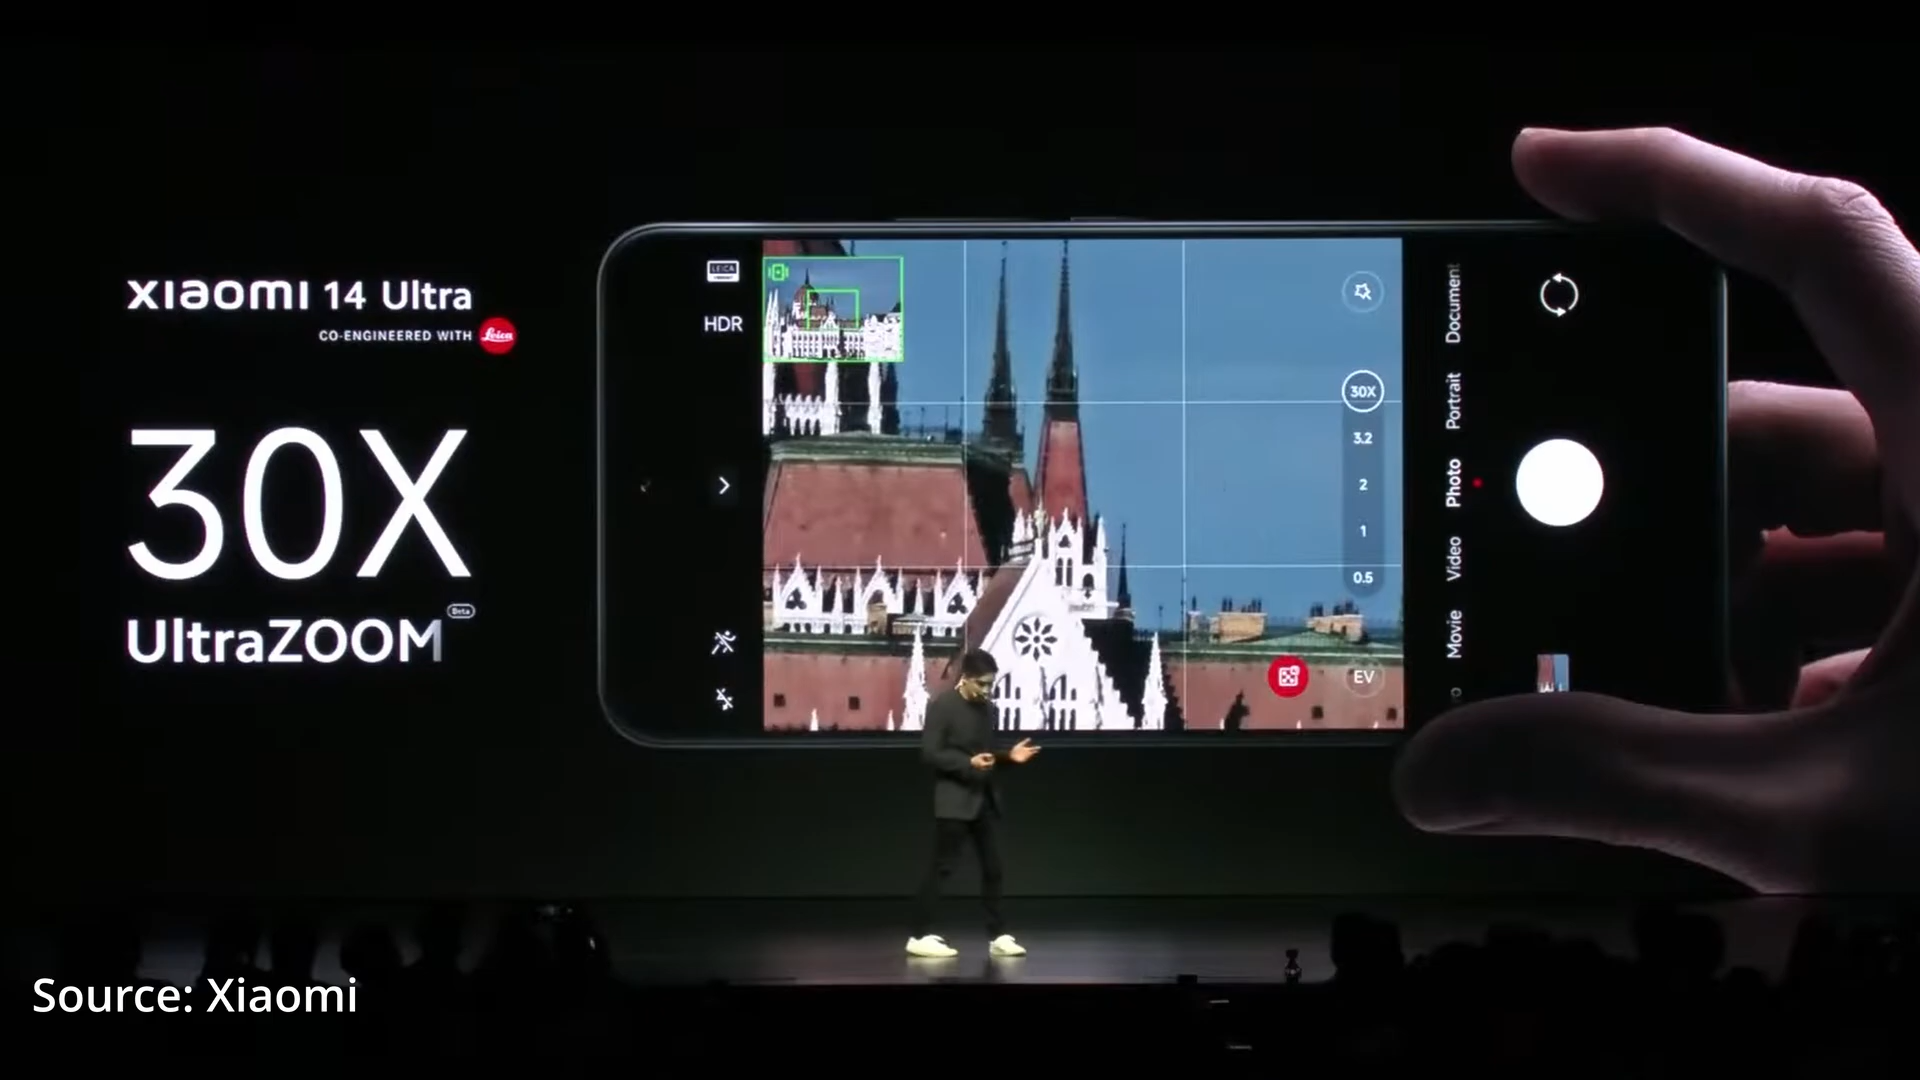 xiaomi 14 Ultra
CO-ENGINEERED WITH Leica
30X
UltraZOOM Beta
LEICA
HDR
30X
3.2
2
1
0.5
EV
Document
Portrait
Photo
Video
Movie
Source: Xiaomi